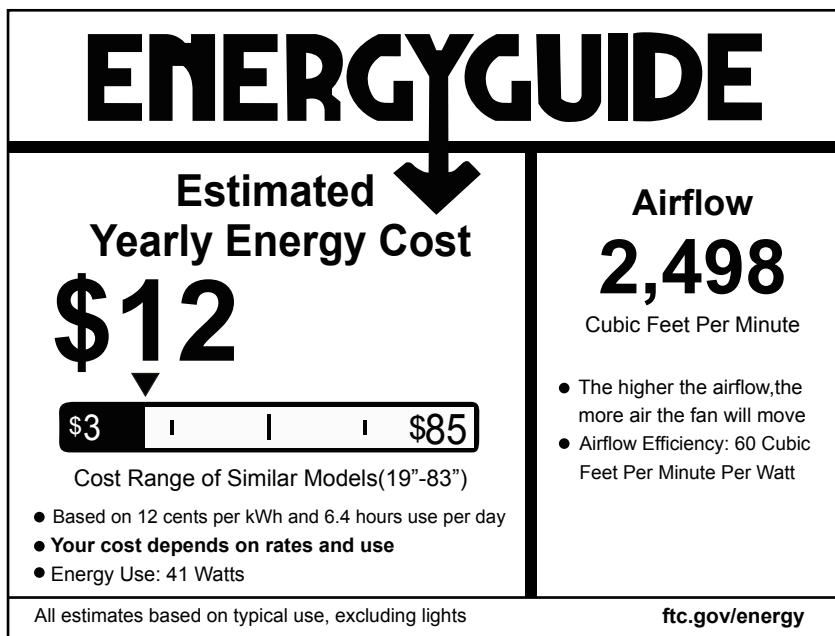 ENERGYGUIDE
Estimated
Yearly Energy Cost
$12
$3 $85
Cost Range of Similar Models(19”-83”)
● Based on 12 cents per kWh and 6.4 hours use per day
● Your cost depends on rates and use
● Energy Use: 41 Watts
Airflow
2,498
Cubic Feet Per Minute
● The higher the airflow,the
more air the fan will move
● Airflow Efficiency: 60 Cubic
Feet Per Minute Per Watt
All estimates based on typical use, excluding lights
ftc.gov/energy